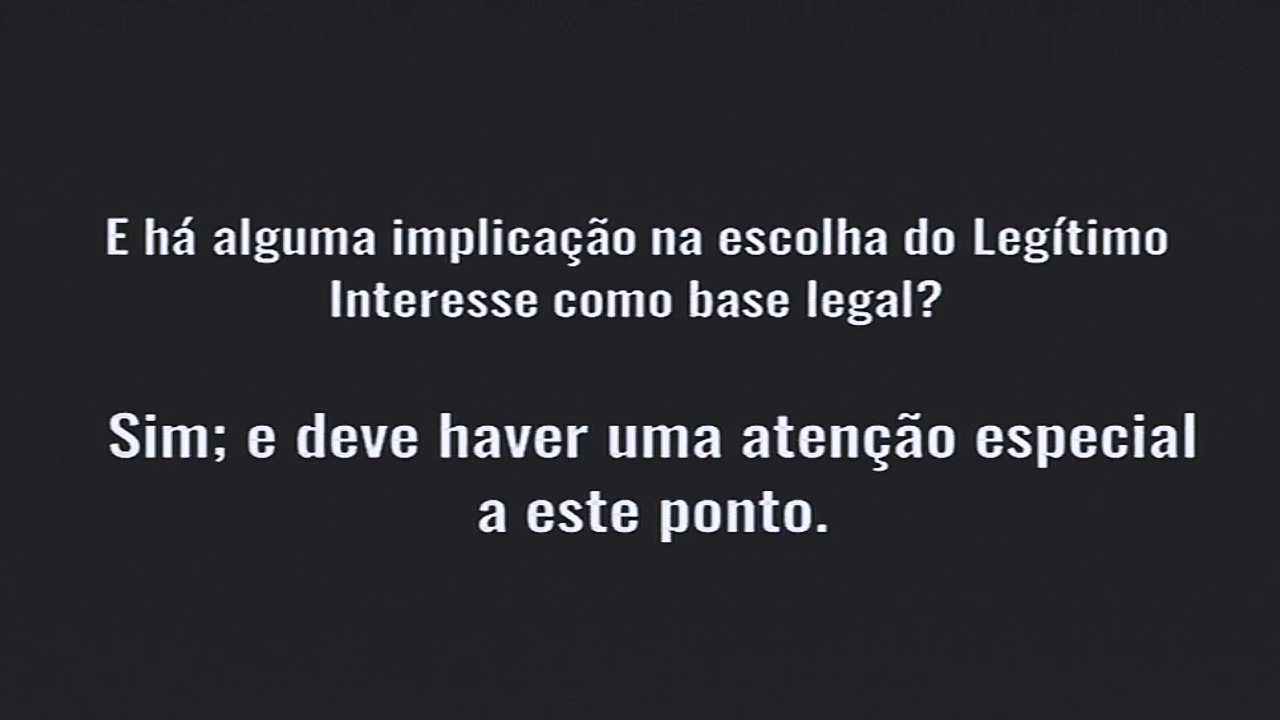 E há alguma implicação na escolha do Legítimo
Interesse como base legal?
Sim; e deve haver uma atenção especial
a este ponto.